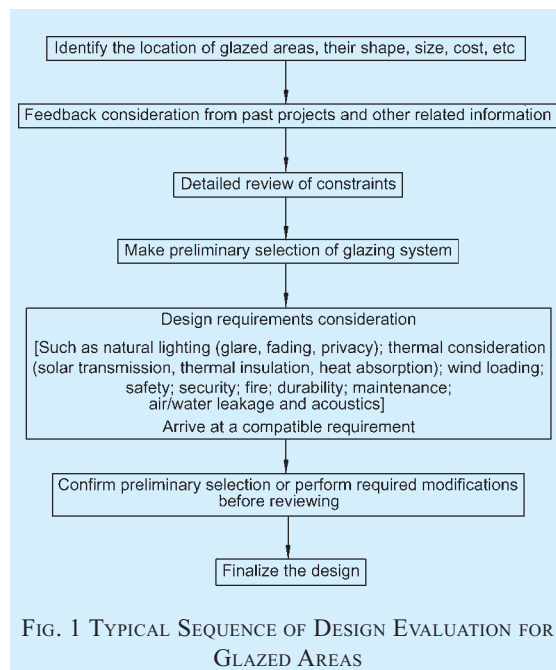 Identify the location of glazed areas, their shape, size, cost, etc
Feedback consideration from past projects and other related information
Detailed review of constraints
Make preliminary selection of glazing system
Design requirements consideration
[Such as natural lighting (glare, fading, privacy); thermal consideration
(solar transmission, thermal insulation, heat absorption); wind loading;
safety; security; fire; durability; maintenance;
air/water leakage and acoustics]
Arrive at a compatible requirement
Confirm preliminary selection or perform required modifications
before reviewing
Finalize the design
FIG. 1 TYPICAL SEQUENCE OF DESIGN EVALUATION FOR
GLAZED AREAS